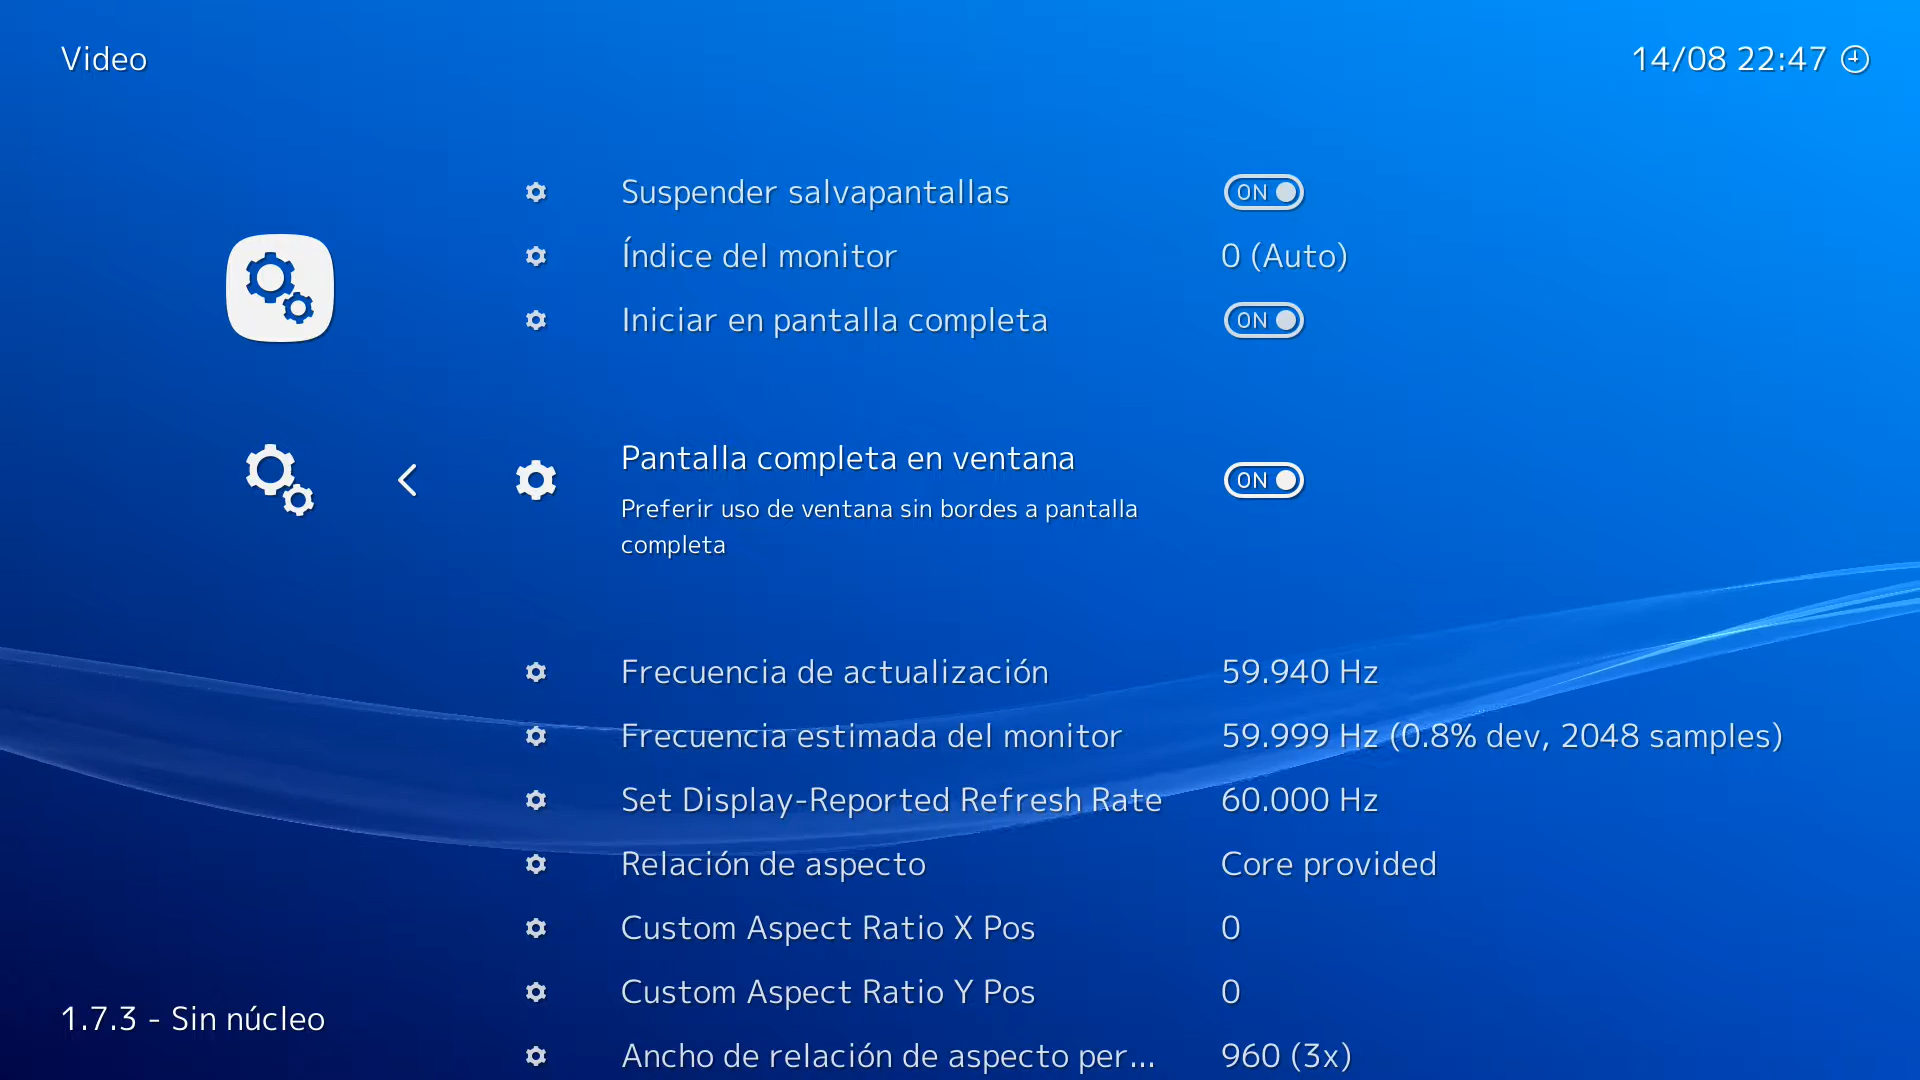 Video
14/08 22:47
Suspender salvapantallas ON
Índice del monitor 0 (Auto)
Iniciar en pantalla completa ON
Pantalla completa en ventana ON
Preferir uso de ventana sin bordes a pantalla
completa
Frecuencia de actualización 59.940 Hz
Frecuencia estimada del monitor 59.999 Hz (0.8% dev, 2048 samples)
Set Display-Reported Refresh Rate 60.000 Hz
Relación de aspecto Core provided
Custom Aspect Ratio X Pos 0
Custom Aspect Ratio Y Pos 0
Ancho de relación de aspecto per... 960 (3x)
1.7.3 - Sin núcleo